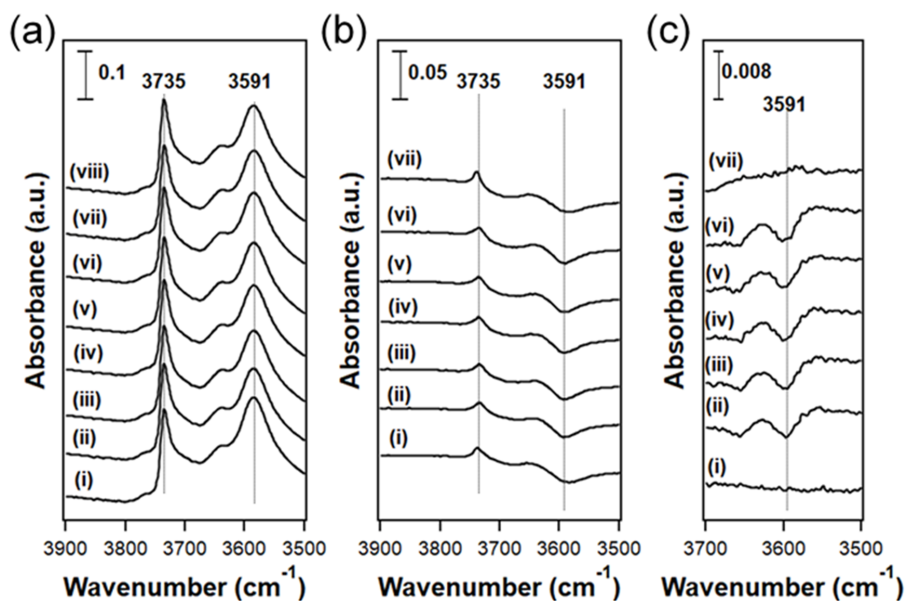 (a)
0.1
3735 3591
(viii)
(vii)
(vi)
(v)
(iv)
(iii)
(ii)
(i)
Absorbance (a.u.)
3900 3800 3700 3600 3500
Wavenumber (cm⁻¹)
(b)
0.05
3735 3591
(vii)
(vi)
(v)
(iv)
(iii)
(ii)
(i)
Absorbance (a.u.)
3900 3800 3700 3600 3500
Wavenumber (cm⁻¹)
(c)
0.008
3591
(vii)
(vi)
(v)
(iv)
(iii)
(ii)
(i)
Absorbance (a.u.)
3700 3600 3500
Wavenumber (cm⁻¹)